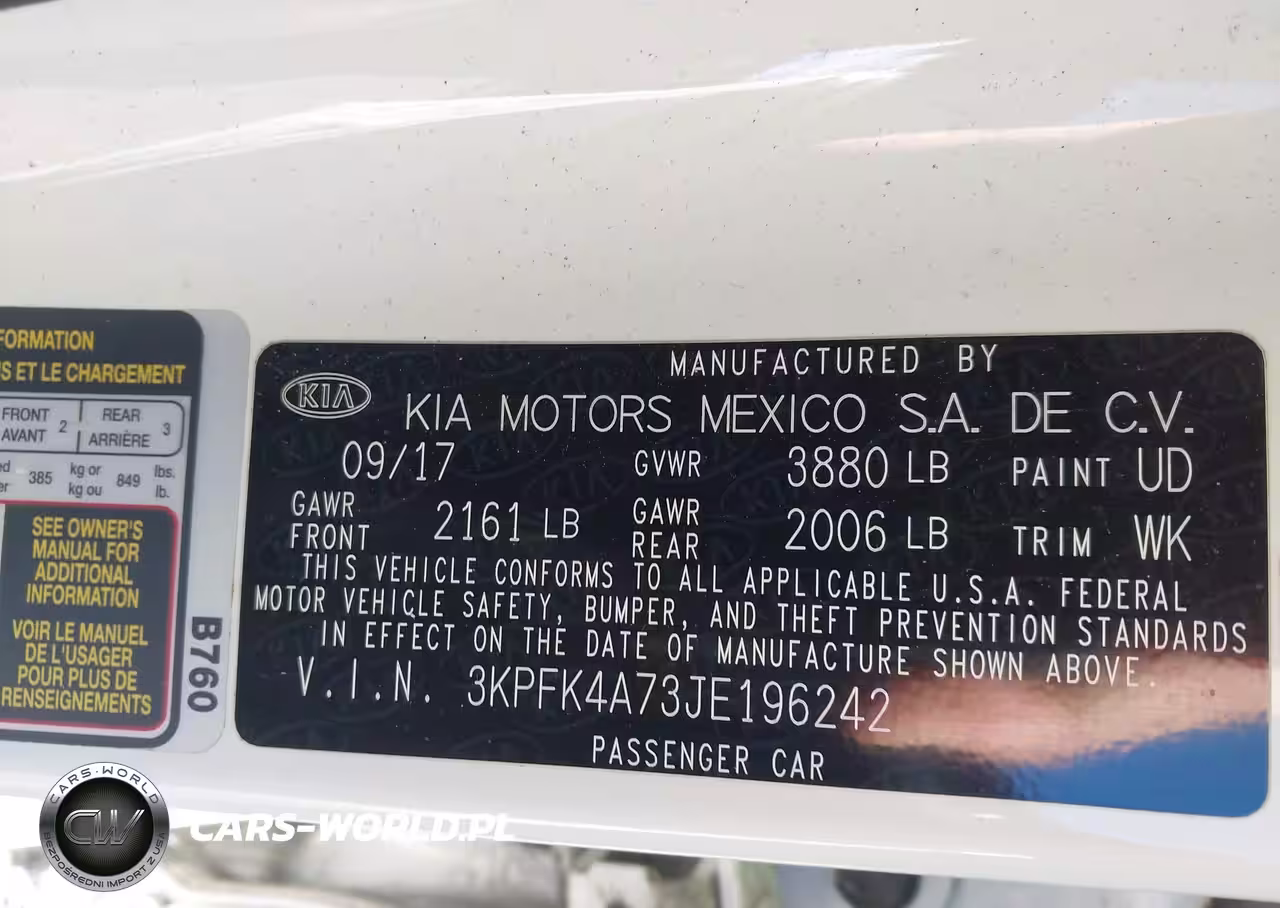 FORMATION
S ET LE CHARGEMENT
FRONT
AVANT 2
REAR
ARRIÈRE 3
385 kg or
kg ou 849 lbs.
lb.
SEE OWNER'S
MANUAL FOR
ADDITIONAL
INFORMATION
VOIR LE MANUEL
DE L'USAGER
POUR PLUS DE
RENSEIGNEMENTS
B760
MANUFACTURED BY
KIA
KIA MOTORS MEXICO S.A. DE C.V.
09/17 GVWR 3880 LB PAINT UD
GAWR
FRONT 2161 LB GAWR
REAR 2006 LB TRIM WK
THIS VEHICLE CONFORMS TO ALL APPLICABLE U.S.A. FEDERAL
MOTOR VEHICLE SAFETY, BUMPER, AND THEFT PREVENTION STANDARDS
IN EFFECT ON THE DATE OF MANUFACTURE SHOWN ABOVE.
V.I.N. 3KPFK4A73JE196242
PASSENGER CAR
CARS-WORLD
CW
BEZPOŚREDNI IMPORT Z USA
CARS-WORLD.PL